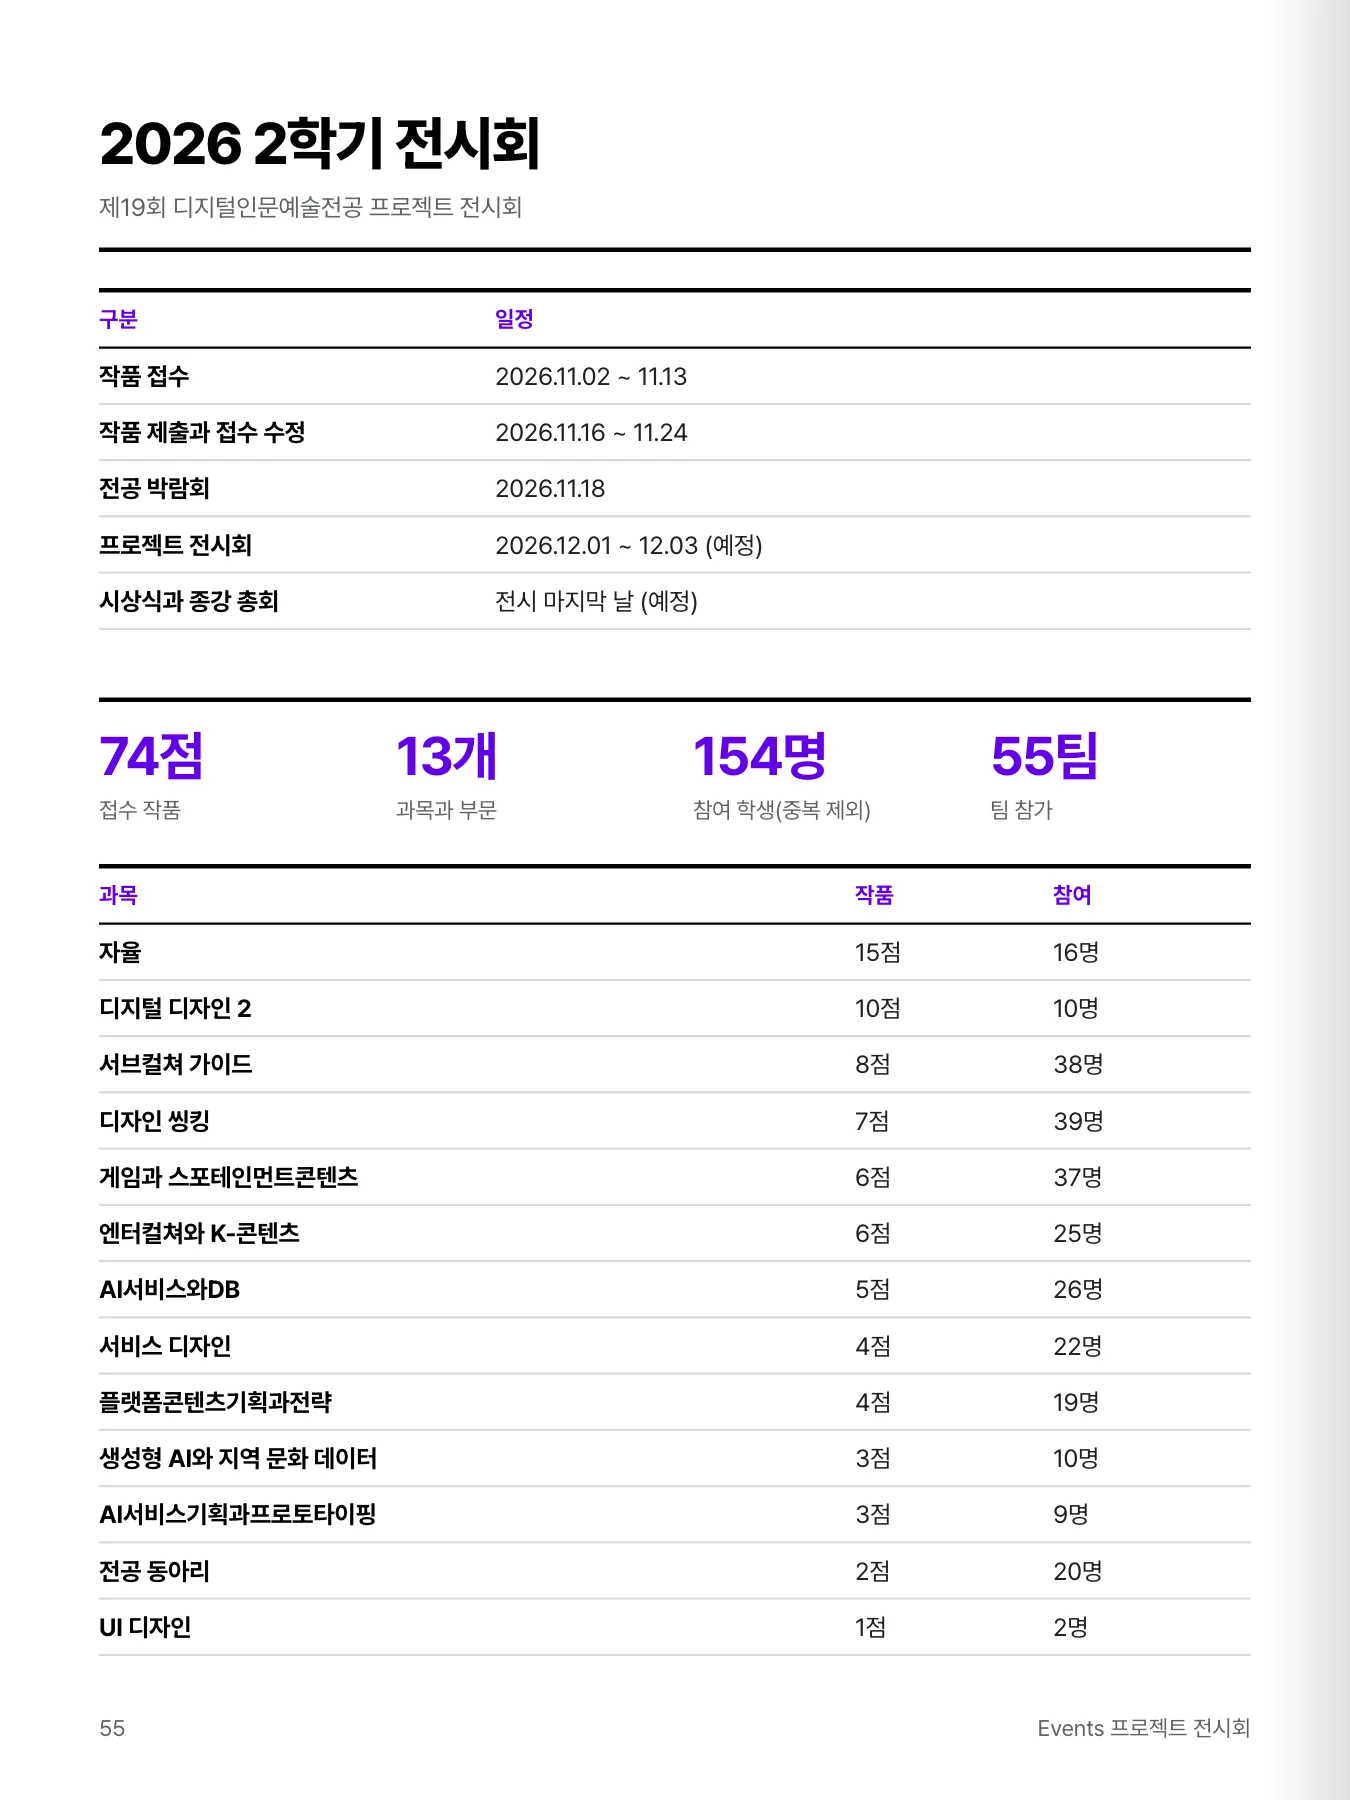 2026 2학기 전시회
제19회 디지털인문예술전공 프로젝트 전시회
구분 일정
작품 접수 2026.11.02 ~ 11.13
작품 제출과 접수 수정 2026.11.16 ~ 11.24
전공 박람회 2026.11.18
프로젝트 전시회 2026.12.01 ~ 12.03 (예정)
시상식과 종강 총회 전시 마지막 날 (예정)
74점 13개 154명 55팀
접수 작품 과목과 부문 참여 학생(중복 제외) 팀 참가
과목 작품 참여
자율 15점 16명
디지털 디자인 2 10점 10명
서브컬쳐 가이드 8점 38명
디자인 씽킹 7점 39명
게임과 스포테인먼트콘텐츠 6점 37명
엔터컬쳐와 K-콘텐츠 6점 25명
AI서비스와DB 5점 26명
서비스 디자인 4점 22명
플랫폼콘텐츠기획과전략 4점 19명
생성형 AI와 지역 문화 데이터 3점 10명
AI서비스기획과프로토타이핑 3점 9명
전공 동아리 2점 20명
UI 디자인 1점 2명
55 Events 프로젝트 전시회